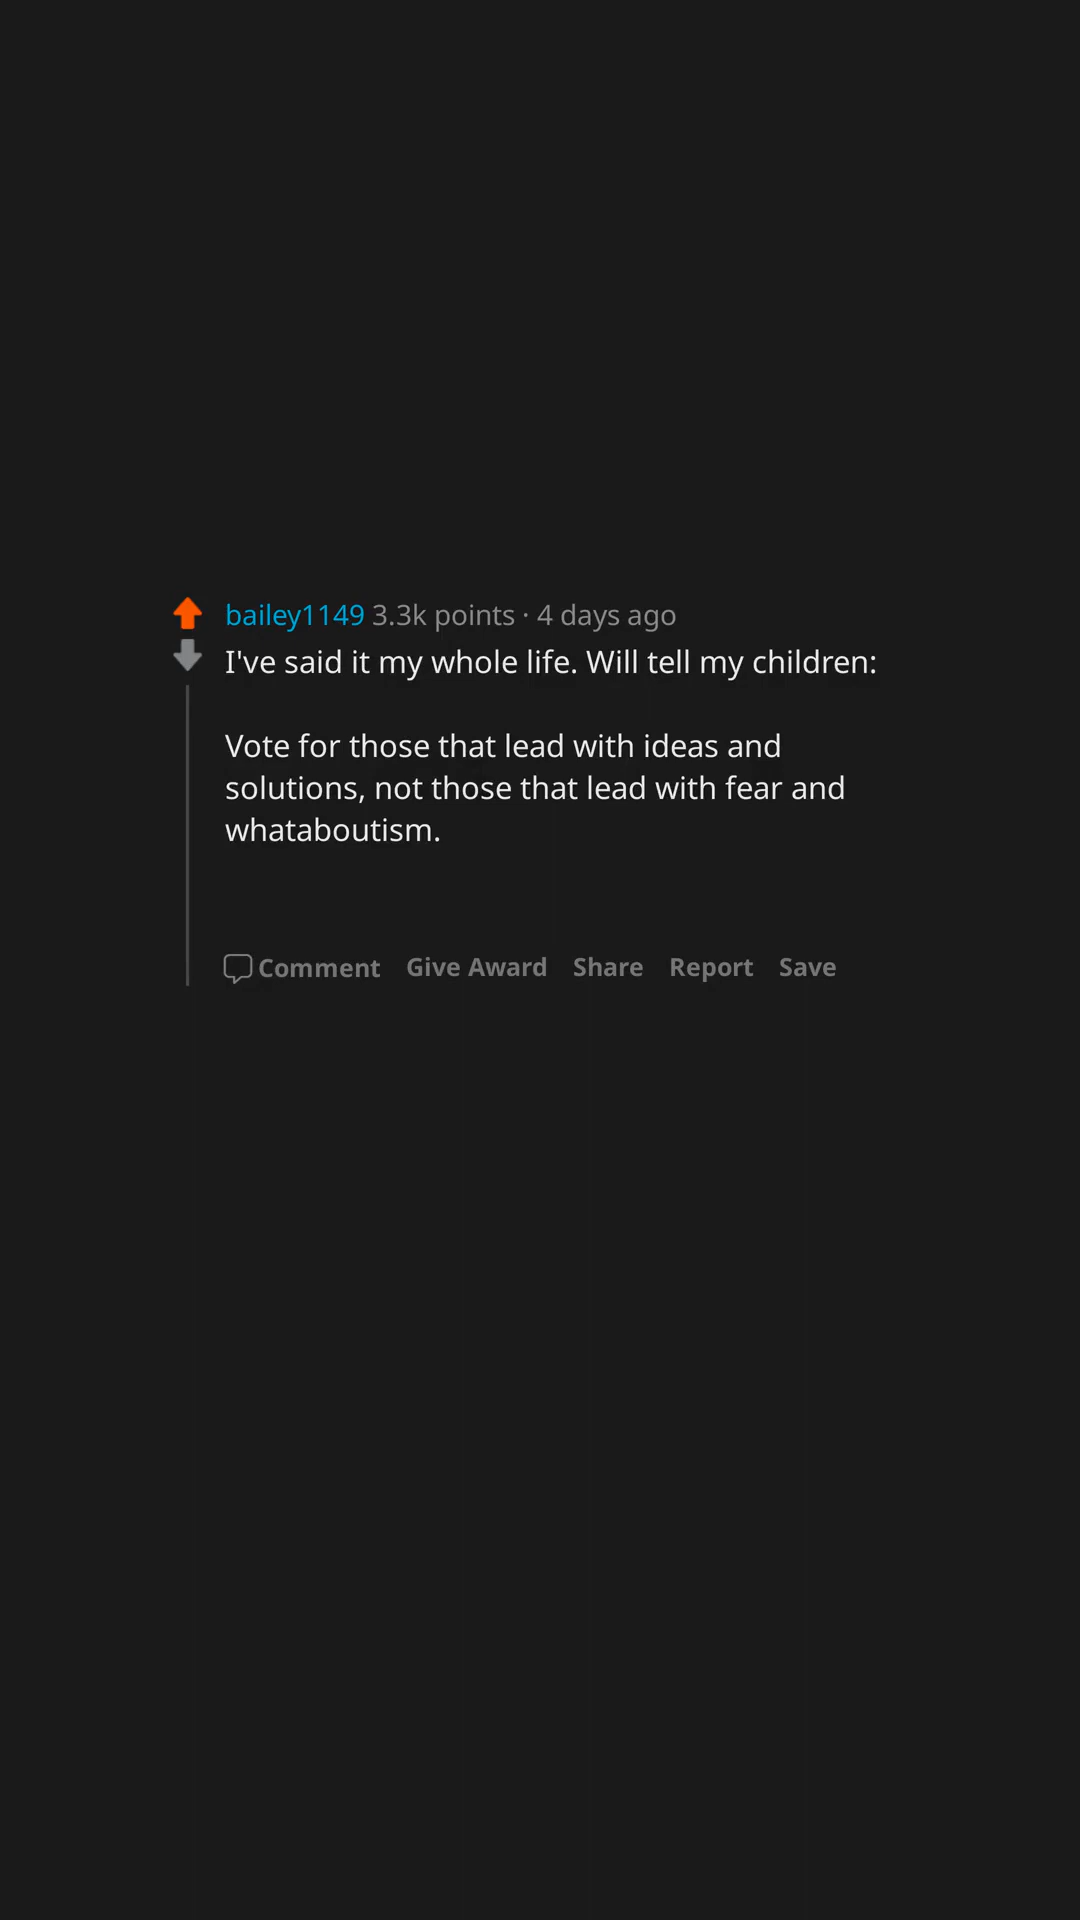 bailey1149 3.3k points · 4 days ago
I've said it my whole life. Will tell my children:
Vote for those that lead with ideas and
solutions, not those that lead with fear and
whataboutism.
Comment Give Award Share Report Save